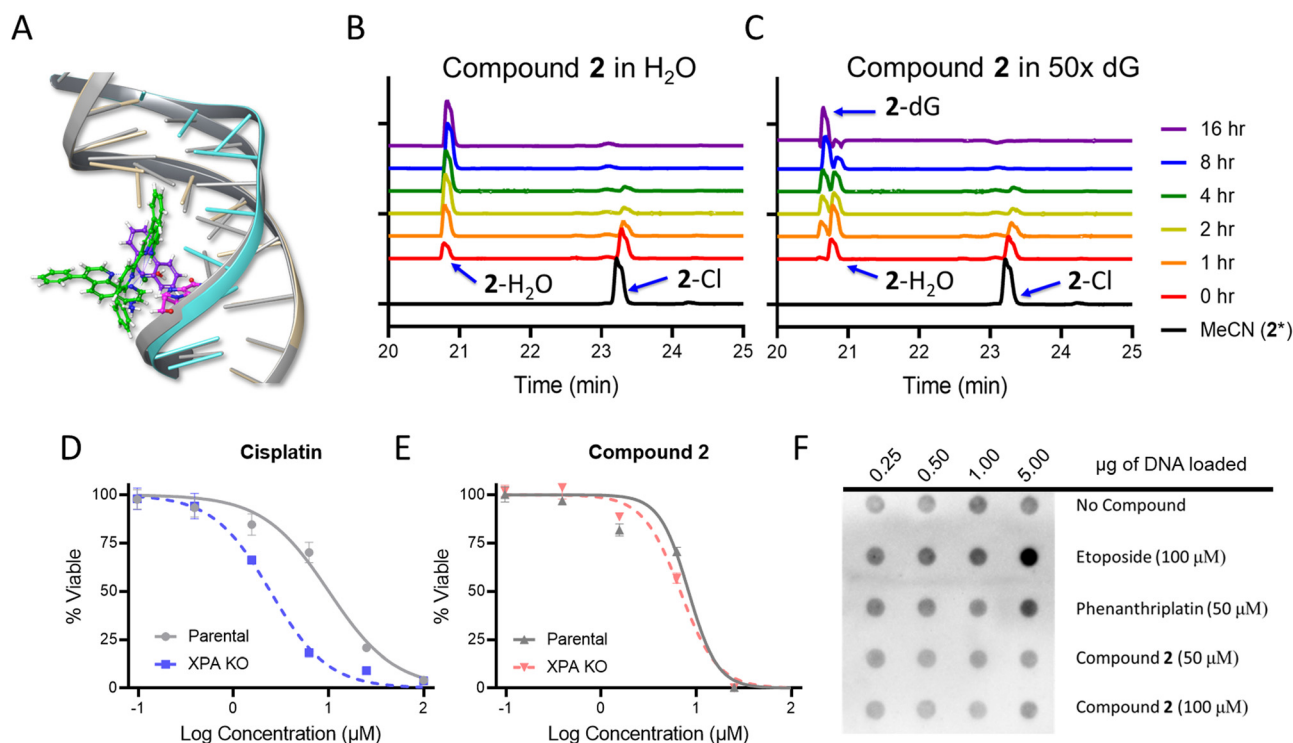 A
B
C
Compound 2 in H₂O
Compound 2 in 50x dG
2-dG
2-H₂O
2-Cl
2-H₂O
2-Cl
16 hr
8 hr
4 hr
2 hr
1 hr
0 hr
MeCN (2*)
20 21 22 23 24 25
Time (min)
20 21 22 23 24 25
Time (min)
D
Cisplatin
100
75
50
25
0
% Viable
Parental
XPA KO
-1 0 1 2
Log Concentration (µM)
E
Compound 2
100
75
50
25
0
% Viable
Parental
XPA KO
-1 0 1 2
Log Concentration (µM)
F
0.25 0.50 1.00 5.00 µg of DNA loaded
No Compound
Etoposide (100 µM)
Phenanthriplatin (50 µM)
Compound 2 (50 µM)
Compound 2 (100 µM)